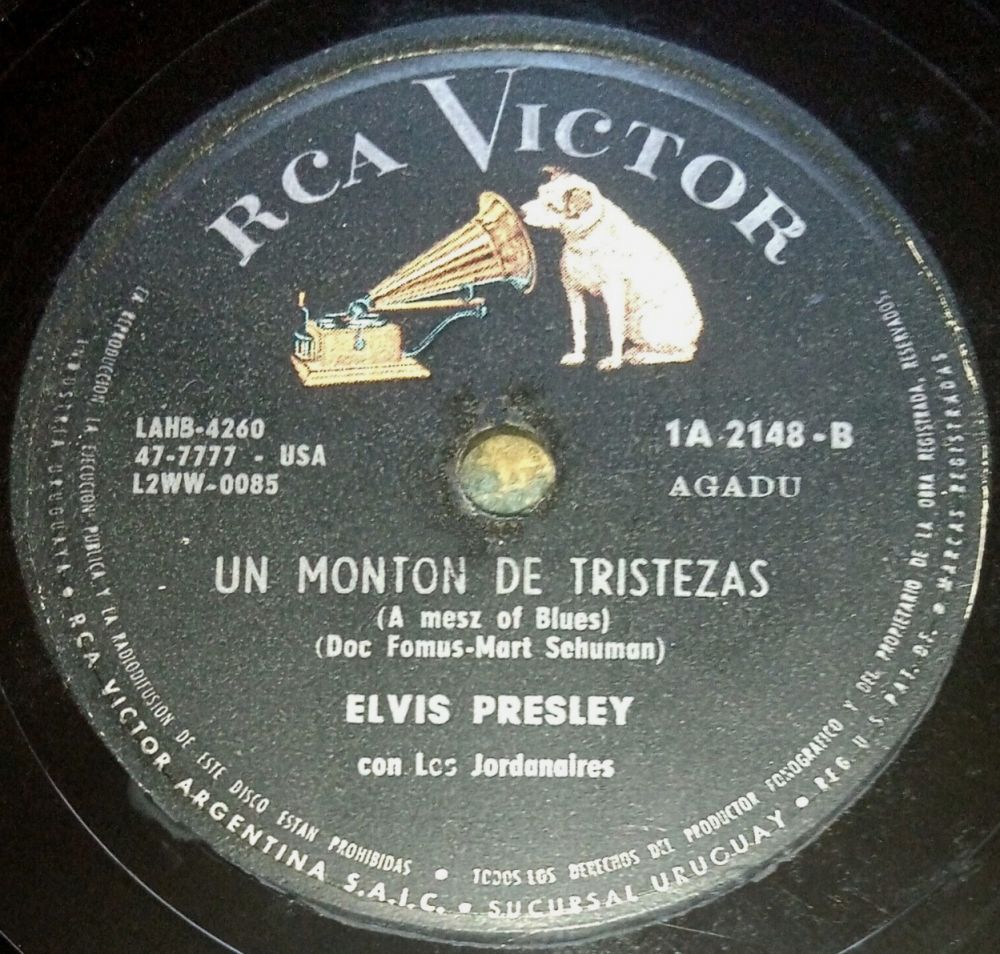 RCA VICTOR
LAHB-4260
47-7777 - USA
L2WW-0085
1A 2148-B
AGADU
UN MONTON DE TRISTEZAS
(A mesz of Blues)
(Doc Fomus-Mart Schuman)
ELVIS PRESLEY
con Los Jordanaires
LA REPRODUCCION, LA EJECUCION PUBLICA Y LA RADIODIFUSION DE ESTE DISCO ESTAN PROHIBIDAS • TODOS LOS DERECHOS DEL PRODUCTOR FONOGRAFICO Y DEL PROPIETARIO DE LA OBRA REGISTRADA, RESERVADOS.
INDUSTRIA URUGUAYA • RCA VICTOR ARGENTINA S.A.I.C. • SUCURSAL URUGUAY • REG. U.S. PAT. OF. • MARCAS REGISTRADAS